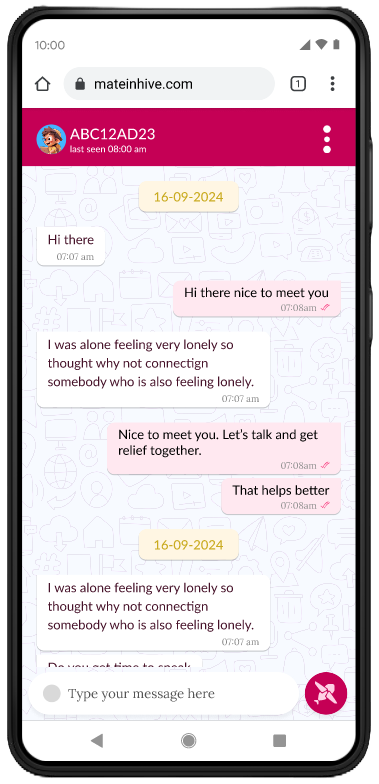 10:00
mateinhive.com
1
ABC12AD23
last seen 08:00 am
16-09-2024
Hi there
07:07 am
Hi there nice to meet you
07:08am
I was alone feeling very lonely so
thought why not connectign
somebody who is also feeling lonely.
07:07 am
Nice to meet you. Let's talk and get
relief together.
07:08am
That helps better
07:08am
16-09-2024
I was alone feeling very lonely so
thought why not connectign
somebody who is also feeling lonely.
07:07 am
Do you get time to speak
Type your message here